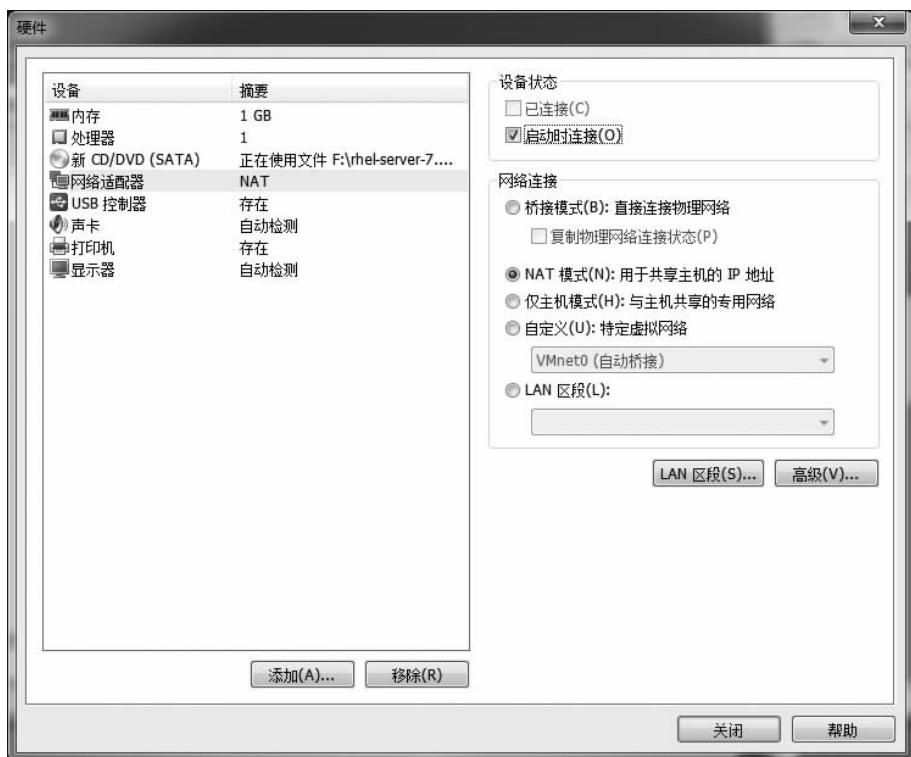 硬件
设备 摘要
内存 1 GB
处理器 1
新 CD/DVD (SATA) 正在使用文件 F:\rhel-server-7....
网络适配器 NAT
USB 控制器 存在
声卡 自动检测
打印机 存在
显示器 自动检测
添加(A)... 移除(R)
设备状态
已连接(C)
启动时连接(O)
网络连接
桥接模式(B): 直接连接物理网络
复制物理网络连接状态(P)
NAT 模式(N): 用于共享主机的 IP 地址
仅主机模式(H): 与主机共享的专用网络
自定义(U): 特定虚拟网络
VMnet0 (自动桥接)
LAN 区段(L):
LAN 区段(S)... 高级(V)...
关闭 帮助